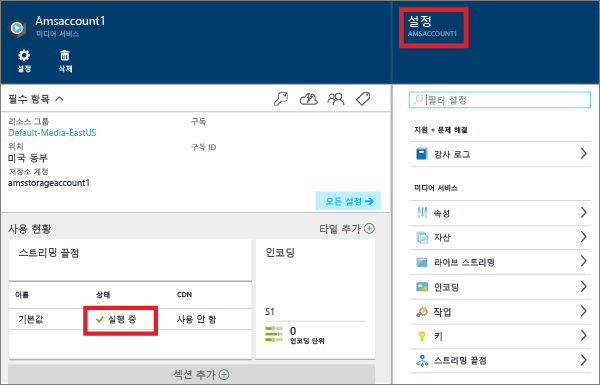 Amsaccount1
미디어 서비스
설정
삭제
필수 항목
리소스 그룹
구독
Default-Media-EastUS
위치
구독 ID
미국 동부
저장소 계정
amsstorageaccount1
모든 설정
사용 현황
타일 추가
스트리밍 끝점
이름
상태
CDN
기본값
실행 중
사용 안 함
인코딩
S1
0
인코딩 단위
섹션 추가
설정
AMSACCOUNT1
필터 설정
지원 + 문제 해결
감사 로그
미디어 서비스
속성
자산
라이브 스트리밍
인코딩
작업
키
스트리밍 끝점